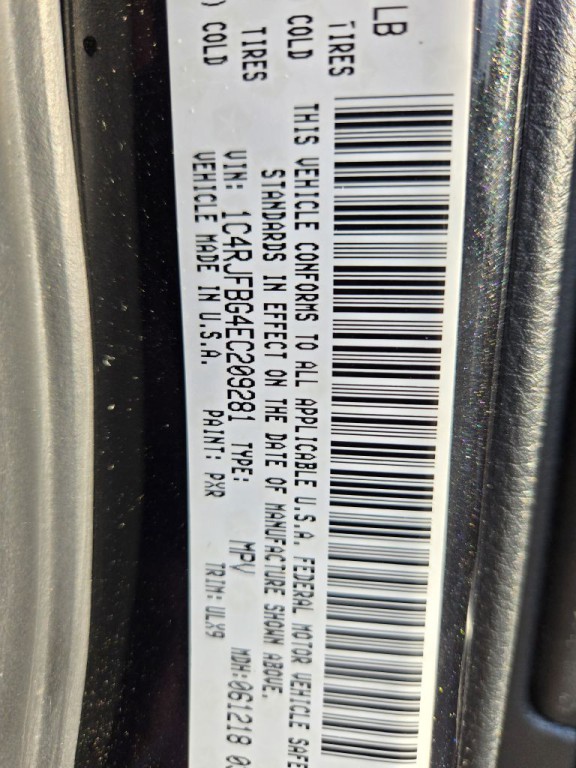 LB
TIRES COLD
TIRES ) COLD
THIS VEHICLE CONFORMS TO ALL APPLICABLE U.S.A. FEDERAL MOTOR VEHICLE SAFE
STANDARDS IN EFFECT ON THE DATE OF MANUFACTURE SHOWN ABOVE.
VIN: 1C4RJFBG4EC209281 TYPE: MPV MDH:061218 0
VEHICLE MADE IN U.S.A. PAINT: PXR TRIM: ULX9